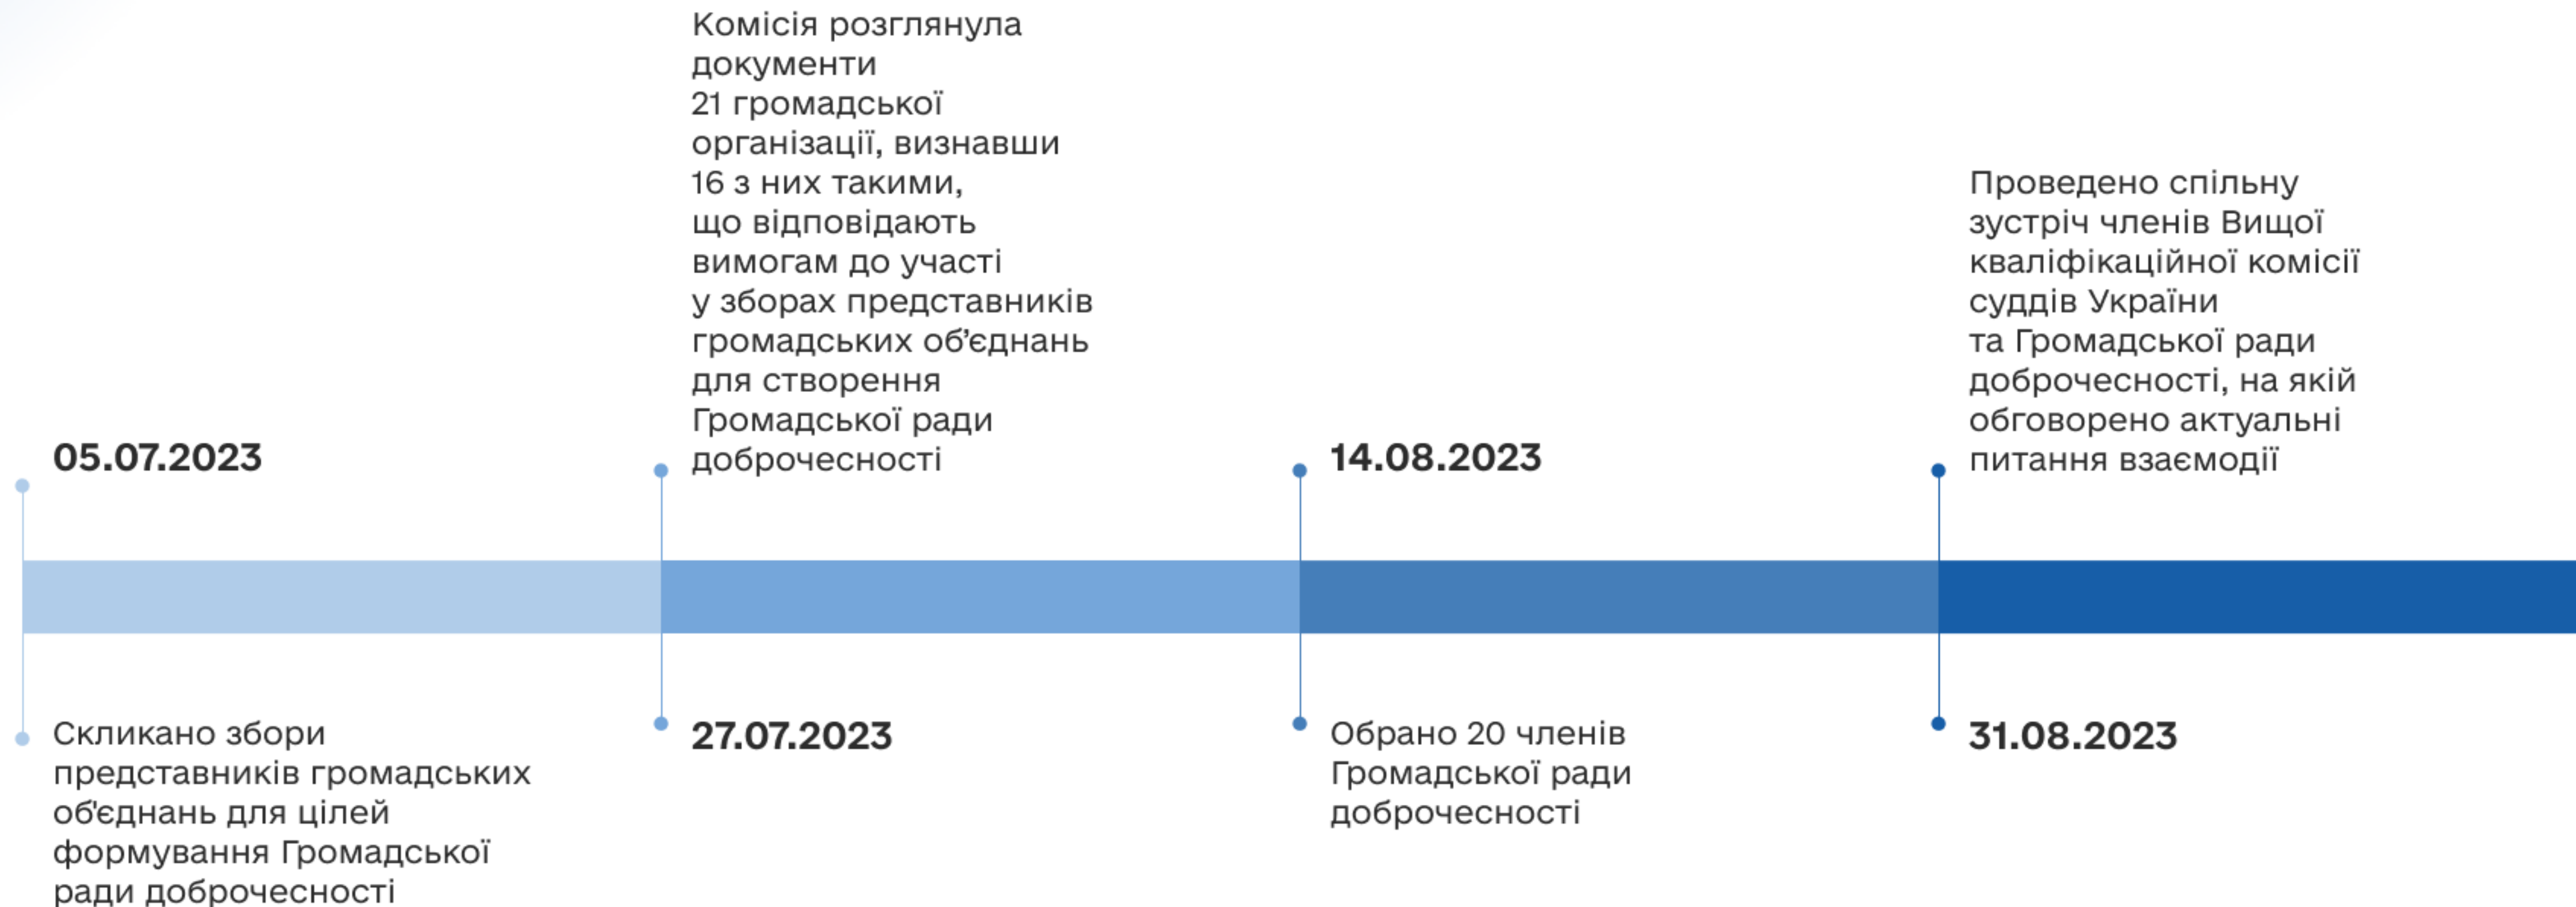 05.07.2023
Скликано збори
представників громадських
об'єднань для цілей
формування Громадської
ради доброчесності
Комісія розглянула
документи
21 громадської
організації, визнавши
16 з них такими,
що відповідають
вимогам до участі
у зборах представників
громадських об’єднань
для створення
Громадської ради
доброчесності
27.07.2023
14.08.2023
Обрано 20 членів
Громадської ради
доброчесності
Проведено спільну
зустріч членів Вищої
кваліфікаційної комісії
суддів України
та Громадської ради
доброчесності, на якій
обговорено актуальні
питання взаємодії
31.08.2023